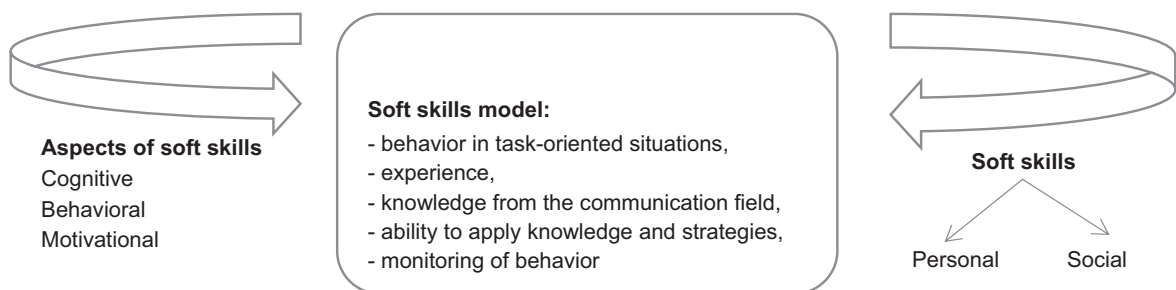 Aspects of soft skills
Cognitive
Behavioral
Motivational
Soft skills model:
- behavior in task-oriented situations,
- experience,
- knowledge from the communication field,
- ability to apply knowledge and strategies,
- monitoring of behavior
Soft skills
Personal
Social